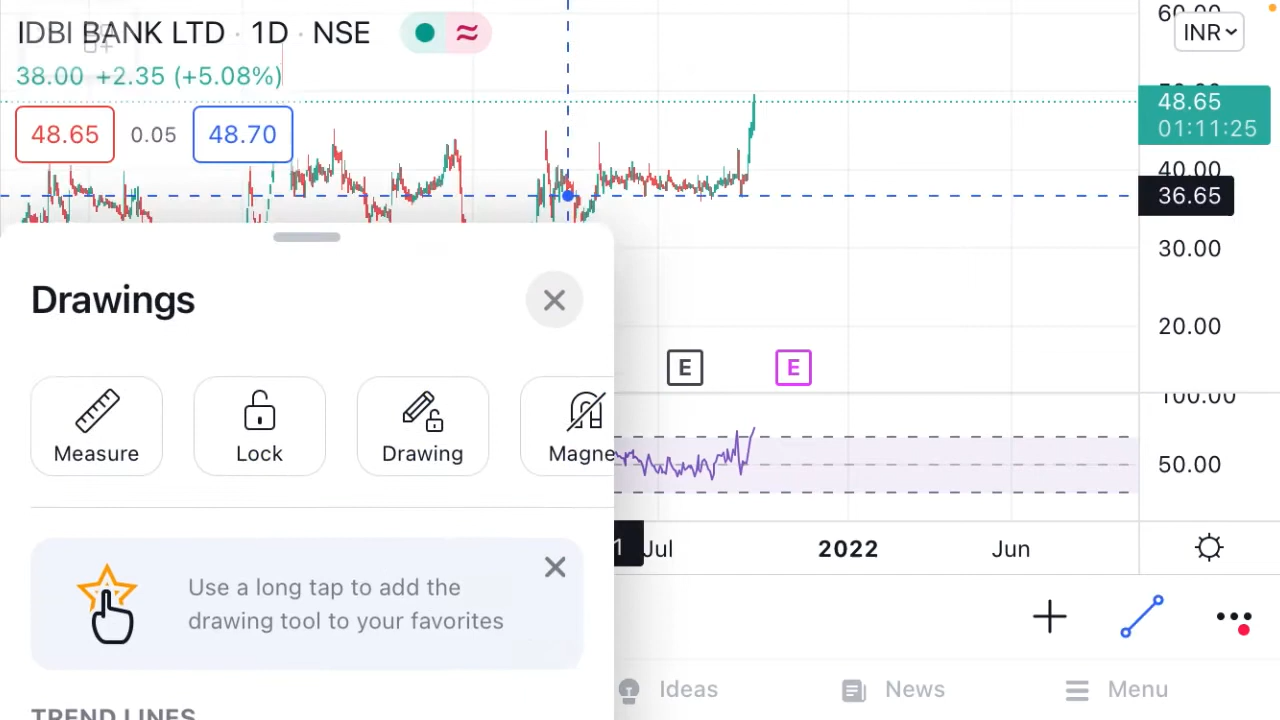 IDBI BANK LTD · 1D · NSE
38.00 +2.35 (+5.08%)
48.65 0.05 48.70
60.00
INR
48.65
01:11:25
40.00
36.65
30.00
20.00
E E
100.00
50.00
Jul 2022 Jun
Drawings
Measure Lock Drawing Magne
Use a long tap to add the
drawing tool to your favorites
TREND LINES
Ideas News Menu